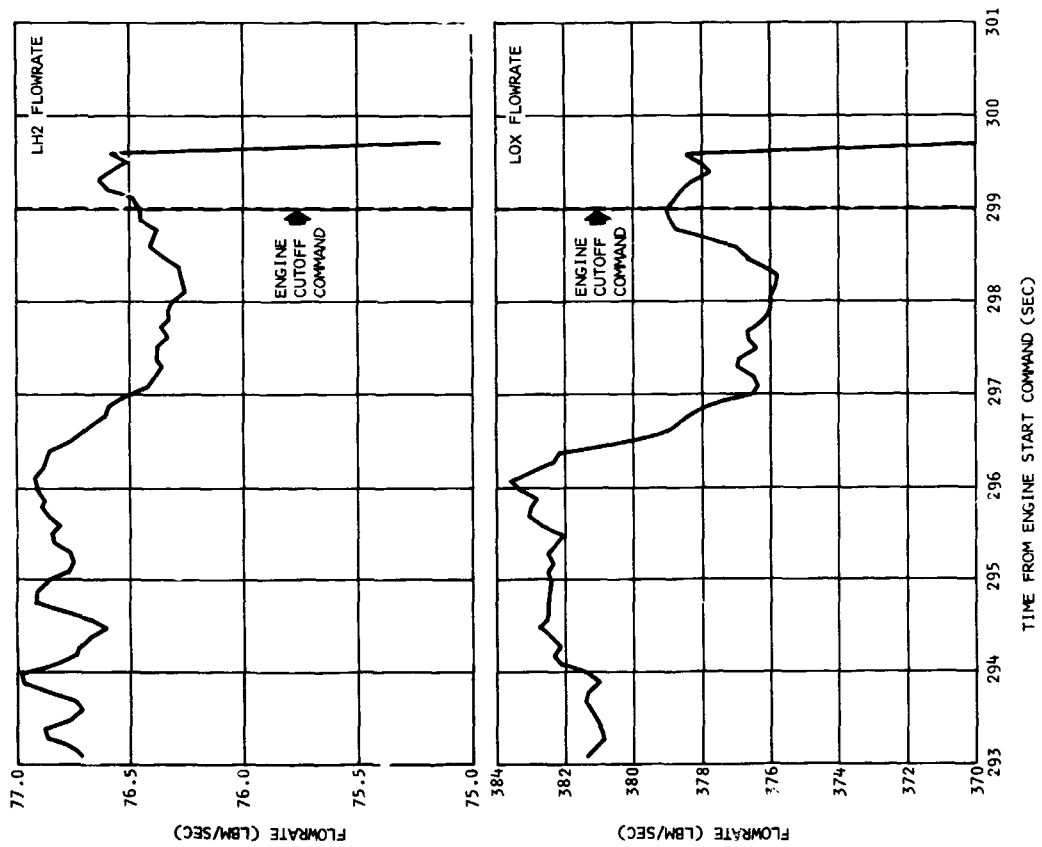 LH2 FLOWRATE
FLOWRATE (LBM/SEC)
77.0
76.5
76.0
75.5
75.0
ENGINE
CUTOFF
COMMAND
LOX FLOWRATE
FLOWRATE (LBM/SEC)
384
382
380
378
376
374
372
370
ENGINE
CUTOFF
COMMAND
293
294
295
296
297
298
299
300
301
TIME FROM ENGINE START COMMAND (SEC)